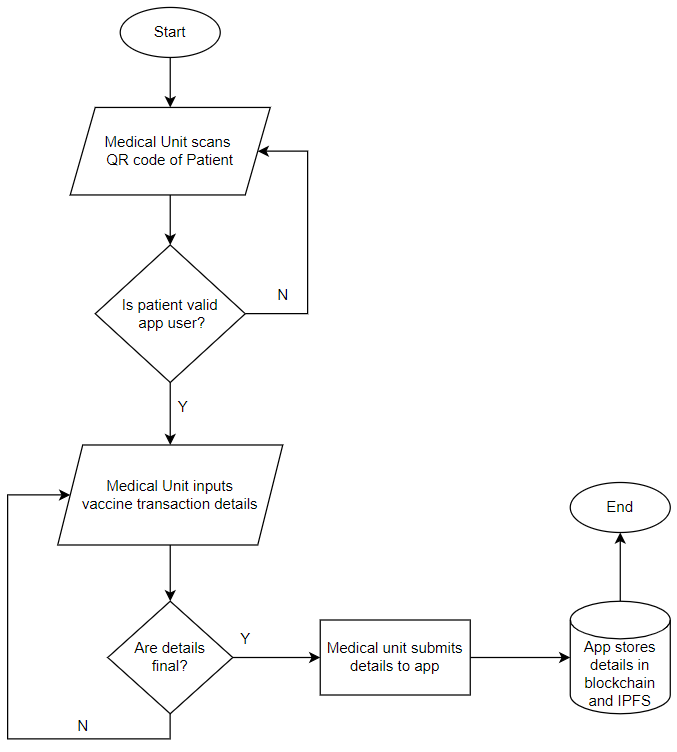 Start
Medical Unit scans
QR code of Patient
Is patient valid
app user?
N
Y
Medical Unit inputs
vaccine transaction details
End
Are details
final?
Y
Medical unit submits
details to app
App stores
details in
blockchain
and IPFS
N